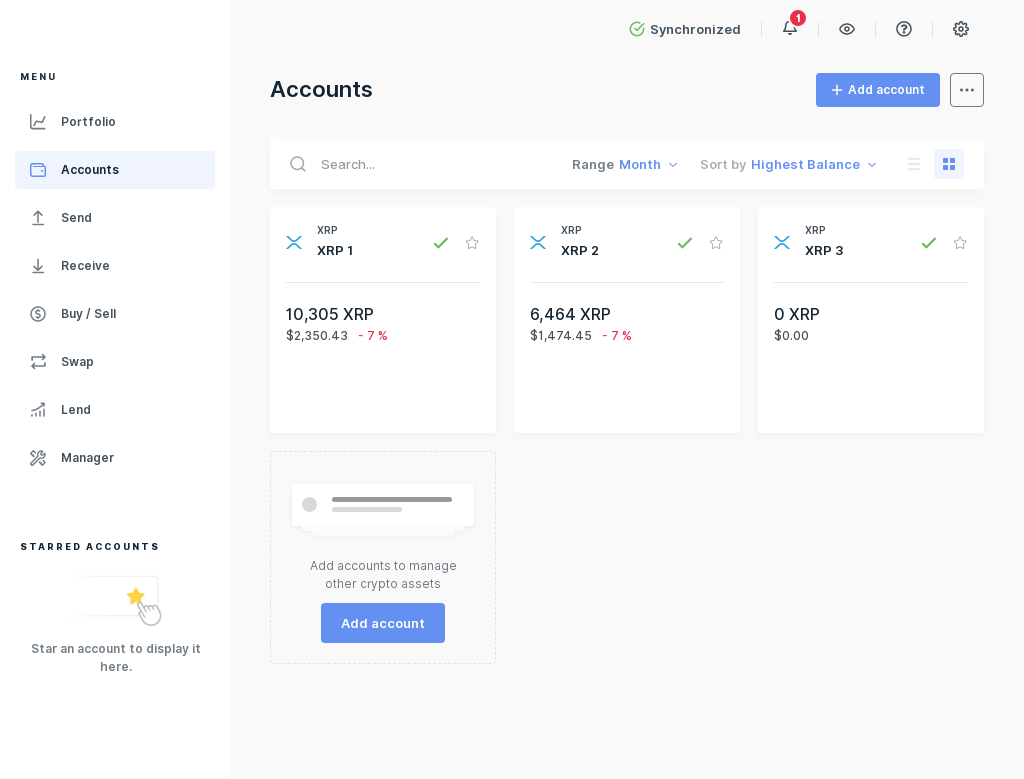 Synchronized
1
MENU
Portfolio
Accounts
Send
Receive
Buy / Sell
Swap
Lend
Manager
STARRED ACCOUNTS
Star an account to display it
here.
Accounts
Add account
Search...
Range Month
Sort by Highest Balance
XRP
XRP 1
10,305 XRP
$2,350.43 - 7 %
XRP
XRP 2
6,464 XRP
$1,474.45 - 7 %
XRP
XRP 3
0 XRP
$0.00
Add accounts to manage
other crypto assets
Add account